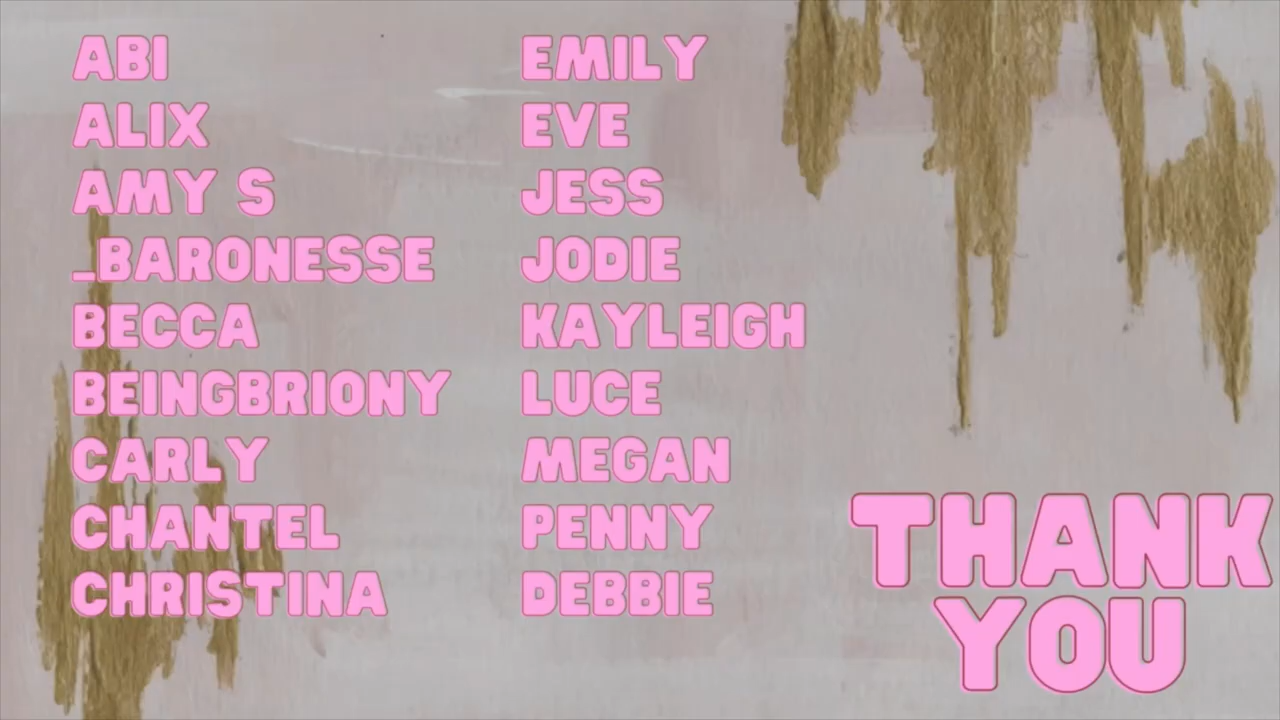 ABI
ALIX
AMY S
_BARONESSE
BECCA
BEINGBRIONY
CARLY
CHANTEL
CHRISTINA
EMILY
EVE
JESS
JODIE
KAYLEIGH
LUCE
MEGAN
PENNY
DEBBIE
THANK
YOU